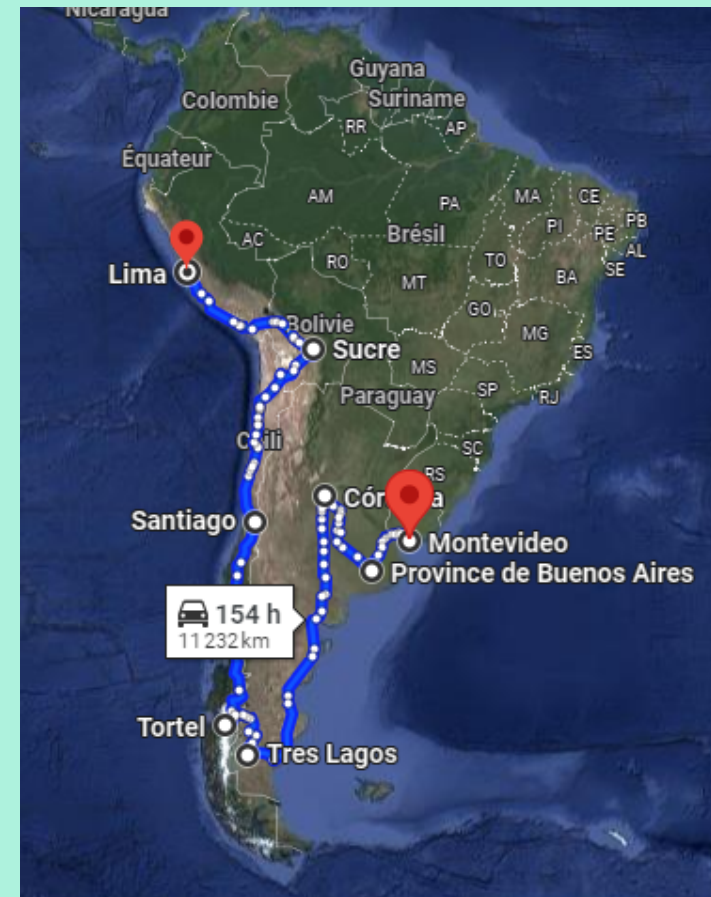 Nicaragua
Guyana
Colombie
Suriname
RR
AP
Équateur
AM
PA
MA
CE
PI
PB
PE
Brésil
AL
AC
RO
TO
SE
Lima
MT
BA
GO
Bolivie
MG
Sucre
MS
ES
Paraguay
SP
RJ
SC
RS
Santiago
Montevideo
Province de Buenos Aires
154 h
11 232 km
Tortel
Tres Lagos